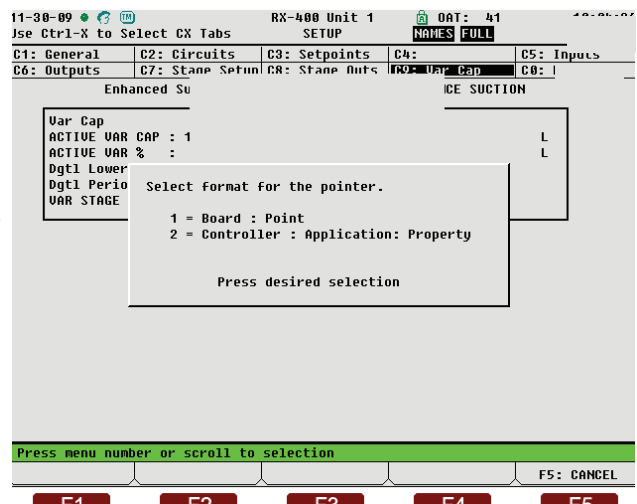 11-30-09 TM RX-400 Unit 1 R OAT: 41
Use Ctrl-X to Select CX Tabs SETUP NAMES FULL
C1: General C2: Circuits C3: Setpoints C4: C5: Inputs
C6: Outputs C7: Stage Setup C8: Stage Outs C9: Var Cap C0:
Enhanced Su ICE SUCTION
Var Cap
ACTIVE VAR CAP : 1 L
ACTIVE VAR % : L
Dgtl Lower
Dgtl Perio
VAR STAGE
Select format for the pointer.
1 = Board : Point
2 = Controller : Application: Property
Press desired selection
Press menu number or scroll to selection
F5: CANCEL
F1 F2 F3 F4 F5